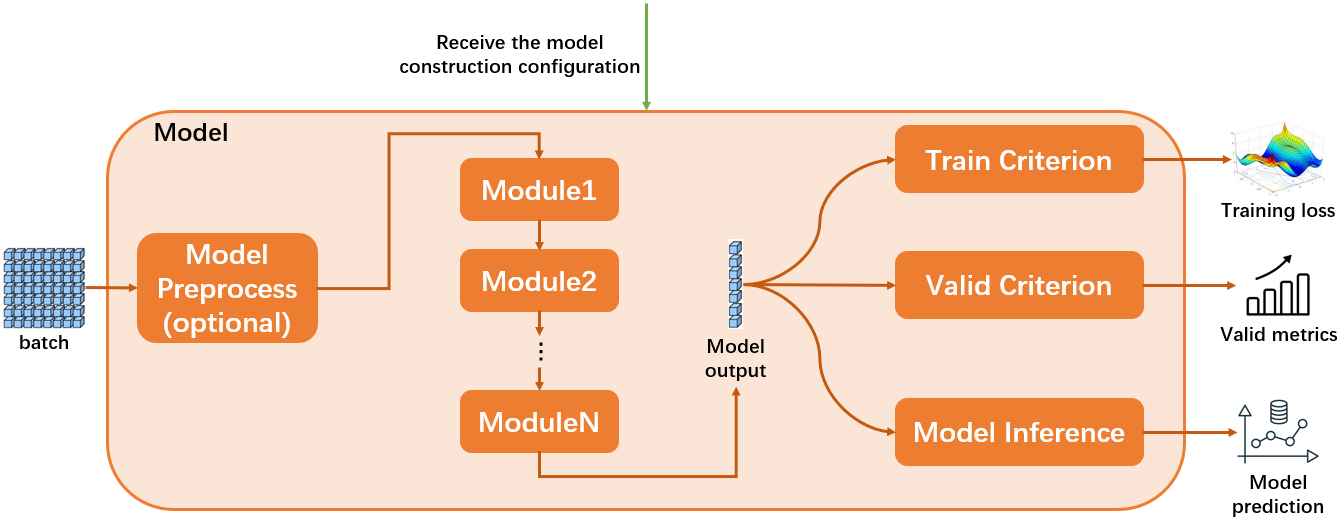 Receive the model
construction configuration
Model
batch
Model
Preprocess
(optional)
Module1
Module2
...
ModuleN
Model
output
Train Criterion
Valid Criterion
Model Inference
Training loss
Valid metrics
Model
prediction